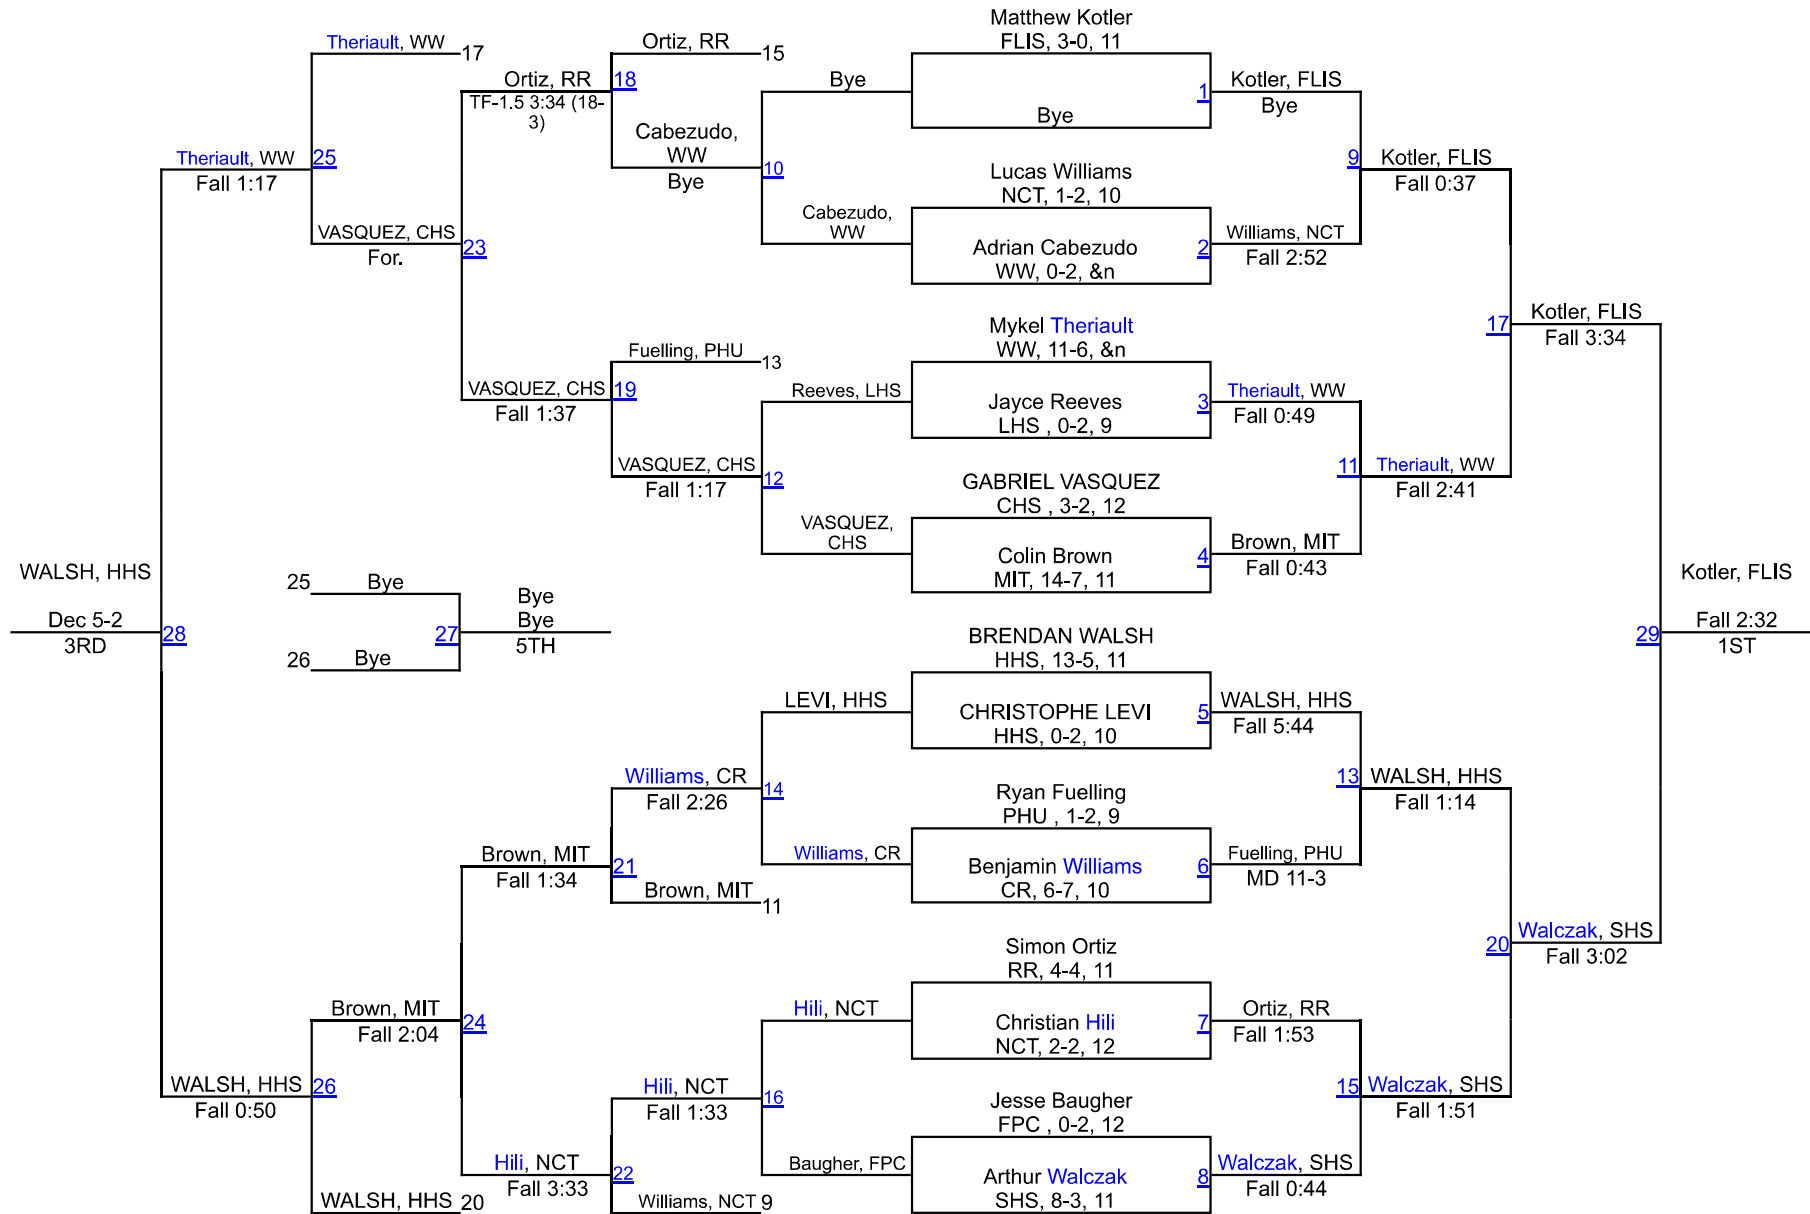 Matthew Kotler
FLIS, 3-0, 11
Theriault, WW
17
Ortiz, RR
15
Ortiz, RR
18
TF-1.5 3:34 (18-
3)
Bye
1
Kotler, FLIS
Bye
Bye
Cabezudo,
WW
Bye
10
Theriault, WW
25
Fall 1:17
9
Kotler, FLIS
Fall 0:37
Lucas Williams
NCT, 1-2, 10
Cabezudo,
WW
Adrian Cabezudo
WW, 0-2, &n
2
Williams, NCT
Fall 2:52
VASQUEZ, CHS
For.
23
Mykel Theriault
WW, 11-6, &n
17
Kotler, FLIS
Fall 3:34
Fuelling, PHU
13
VASQUEZ, CHS
19
Fall 1:37
Reeves, LHS
Jayce Reeves
LHS , 0-2, 9
3
Theriault, WW
Fall 0:49
VASQUEZ, CHS
Fall 1:17
12
11
Theriault, WW
Fall 2:41
GABRIEL VASQUEZ
CHS , 3-2, 12
VASQUEZ,
CHS
Colin Brown
MIT, 14-7, 11
4
Brown, MIT
Fall 0:43
WALSH, HHS
Dec 5-2
3RD
28
25
Bye
26
Bye
27
Bye
Bye
5TH
Kotler, FLIS
29
Fall 2:32
1ST
BRENDAN WALSH
HHS, 13-5, 11
LEVI, HHS
CHRISTOPHE LEVI
HHS, 0-2, 10
5
WALSH, HHS
Fall 5:44
Williams, CR
Fall 2:26
14
13
WALSH, HHS
Fall 1:14
Ryan Fuelling
PHU , 1-2, 9
Williams, CR
Benjamin Williams
CR, 6-7, 10
6
Fuelling, PHU
MD 11-3
Brown, MIT
Fall 1:34
21
Brown, MIT
11
20
Walczak, SHS
Fall 3:02
Simon Ortiz
RR, 4-4, 11
Brown, MIT
Fall 2:04
24
Hili, NCT
Christian Hili
NCT, 2-2, 12
7
Ortiz, RR
Fall 1:53
WALSH, HHS
Fall 0:50
26
Hili, NCT
Fall 1:33
16
15
Walczak, SHS
Fall 1:51
Jesse Baugher
FPC , 0-2, 12
Hili, NCT
Fall 3:33
22
Baugher, FPC
Arthur Walczak
SHS, 8-3, 11
8
Walczak, SHS
Fall 0:44
WALSH, HHS
20
Williams, NCT
9